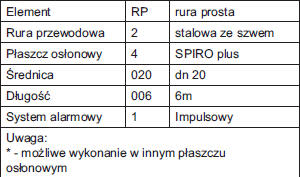 Element RP rura prosta
Rura przewodowa 2 stalowa ze szwem
Płaszcz osłonowy 4 SPIRO plus
Średnica 020 dn 20
Długość 006 6m
System alarmowy 1 Impulsowy
Uwaga:
* - możliwe wykonanie w innym płaszczu
osłonowym